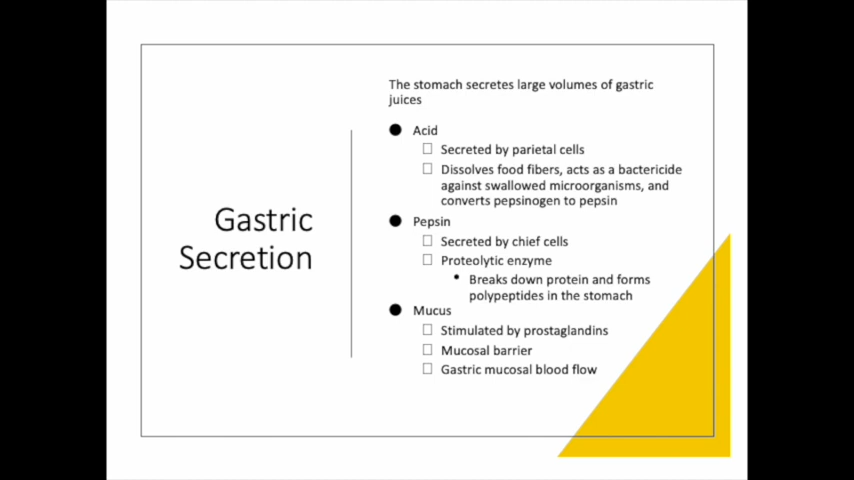 Gastric
Secretion
The stomach secretes large volumes of gastric
juices
Acid
Secreted by parietal cells
Dissolves food fibers, acts as a bactericide
against swallowed microorganisms, and
converts pepsinogen to pepsin
Pepsin
Secreted by chief cells
Proteolytic enzyme
Breaks down protein and forms
polypeptides in the stomach
Mucus
Stimulated by prostaglandins
Mucosal barrier
Gastric mucosal blood flow